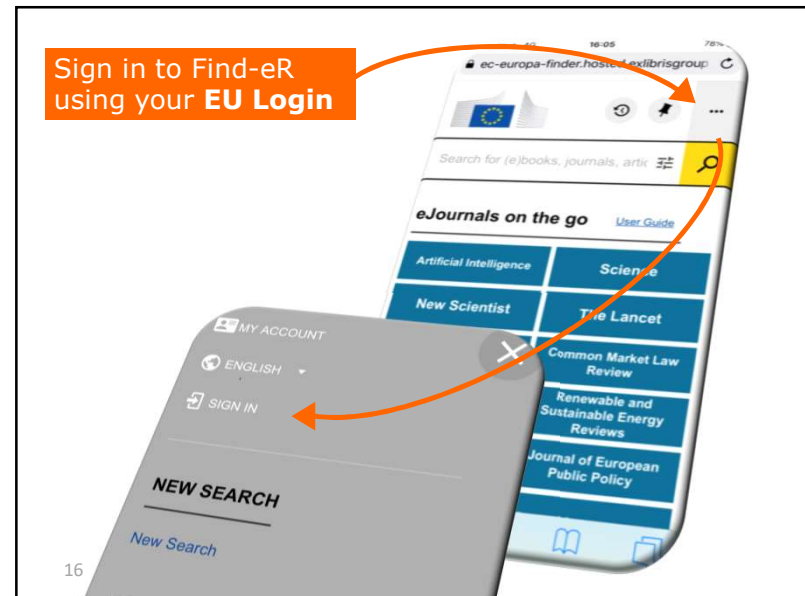 Sign in to Find-eR
using your EU Login
16:05
ec-europa-finder.hosted.exlibrisgroup
Search for (e)books, journals, artic
eJournals on the go
User Guide
Artificial Intelligence
Science
New Scientist
The Lancet
Common Market Law
Review
Renewable and
Sustainable Energy
Reviews
Journal of European
Public Policy
MY ACCOUNT
ENGLISH
SIGN IN
NEW SEARCH
New Search
16